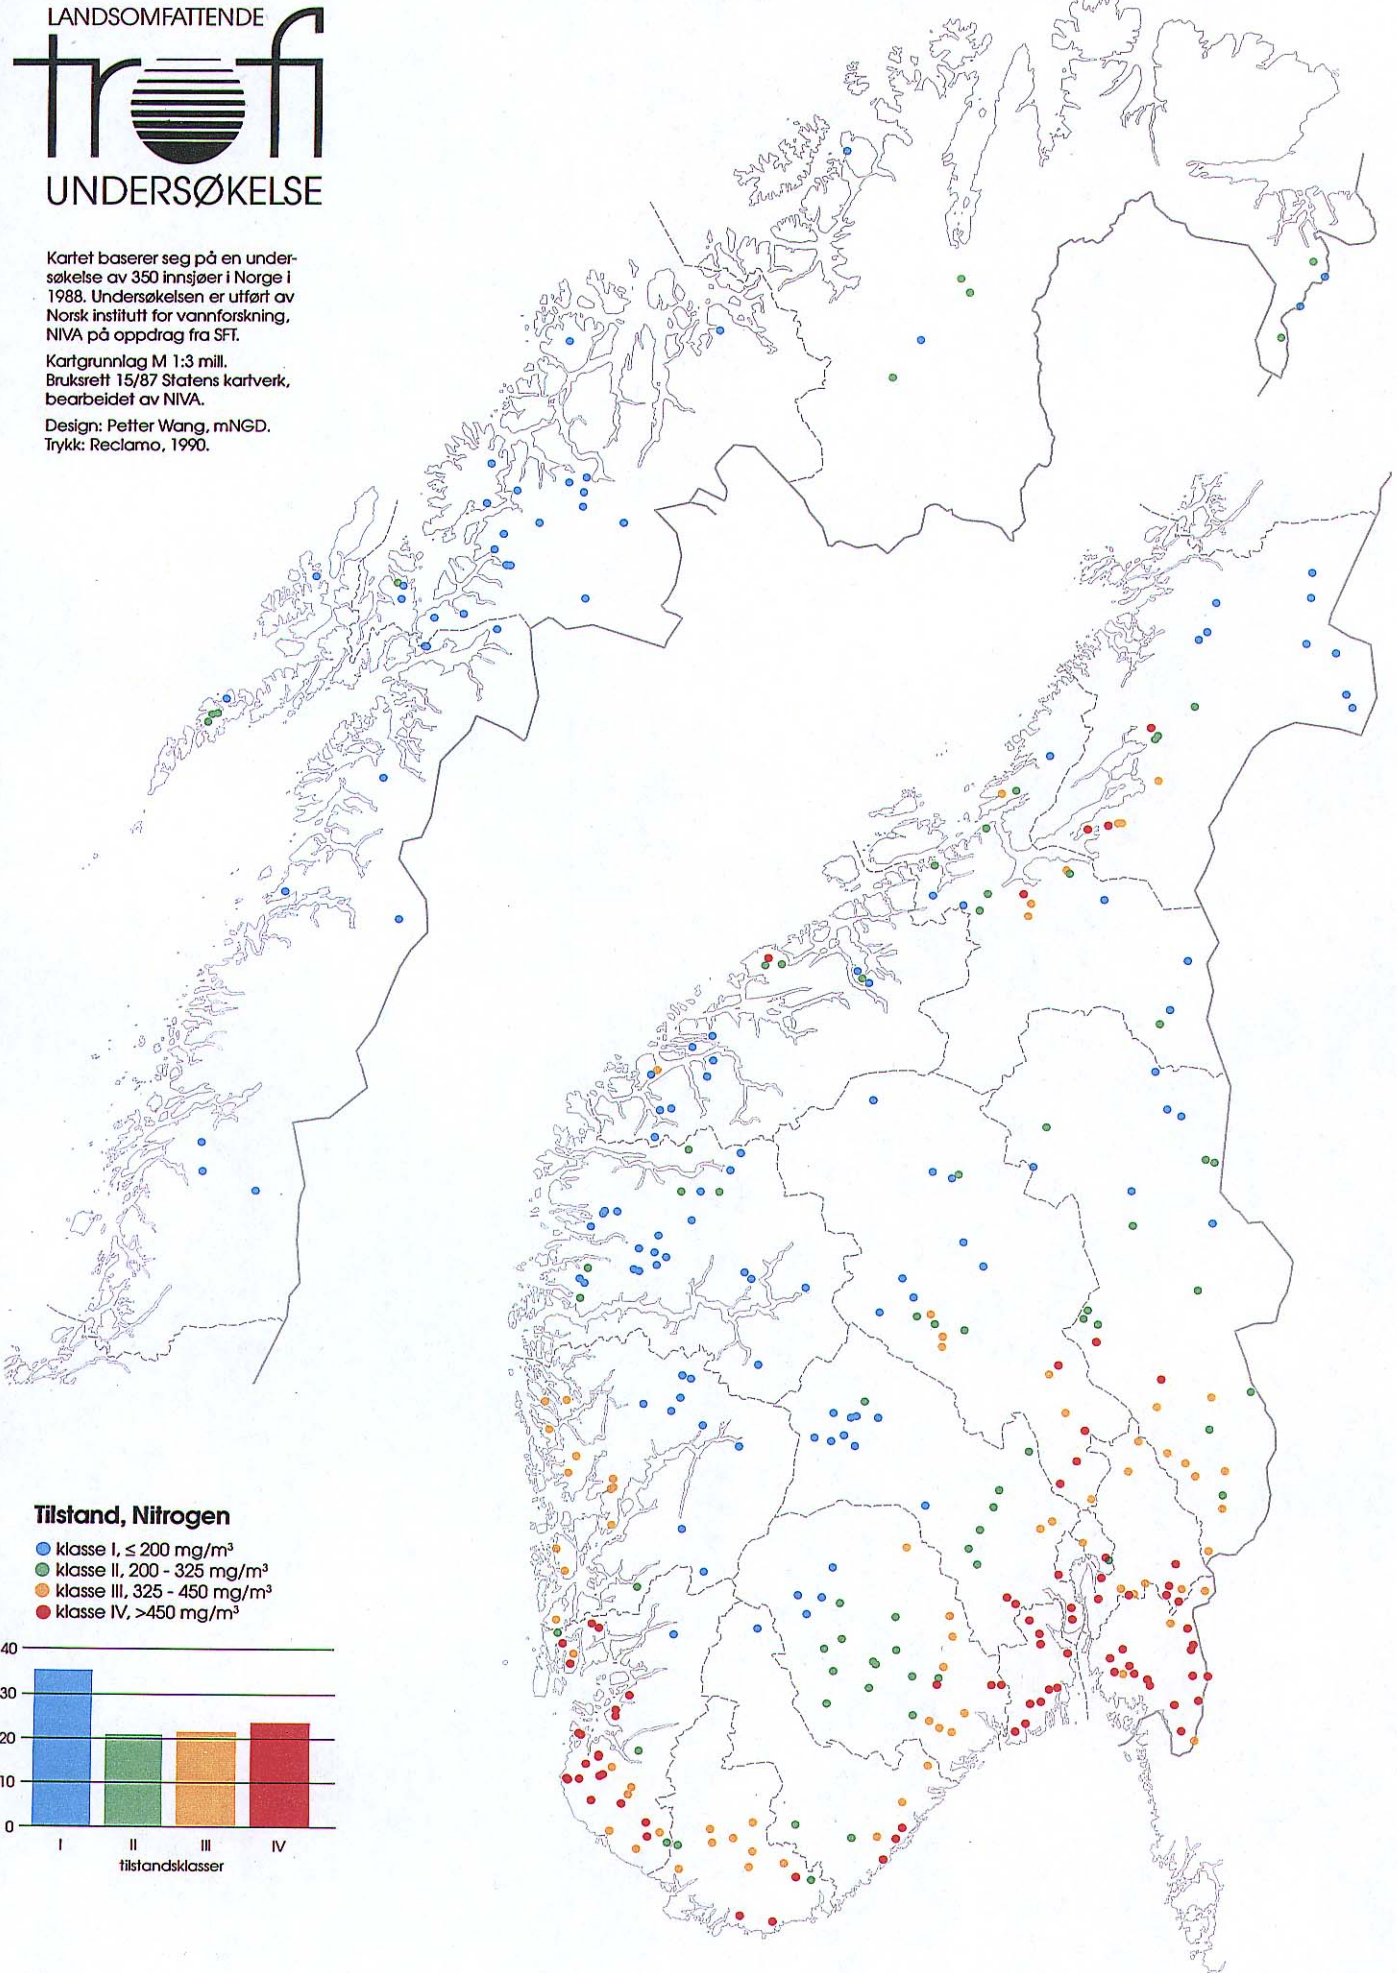 LANDSOMFATTENDE
trofi
UNDERSØKELSE
Kartet baserer seg på en under-
søkelse av 350 innsjøer i Norge i
1988. Undersøkelsen er utført av
Norsk institutt for vannforskning,
NIVA på oppdrag fra SFT.
Kartgrunnlag M 1:3 mill.
Bruksrett 15/87 Statens kartverk,
bearbeidet av NIVA.
Design: Petter Wang, mNGD.
Trykk: Reclamo, 1990.
Tilstand, Nitrogen
klasse I, ≤ 200 mg/m³
klasse II, 200 - 325 mg/m³
klasse III, 325 - 450 mg/m³
klasse IV, >450 mg/m³
40
30
20
10
0
I II III IV
tilstandsklasser